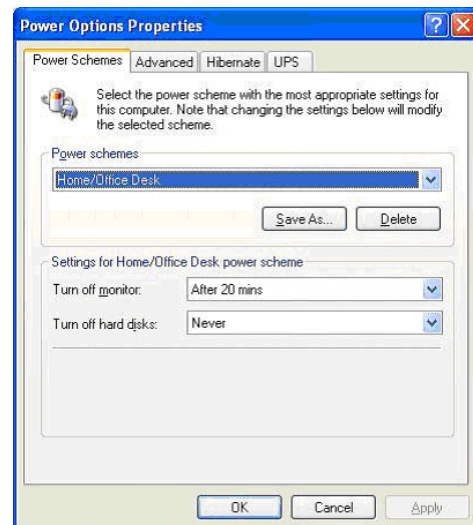 Power Options Properties
Power Schemes Advanced Hibernate UPS
Select the power scheme with the most appropriate settings for
this computer. Note that changing the settings below will modify
the selected scheme.
Power schemes
Home/Office Desk
Save As... Delete
Settings for Home/Office Desk power scheme
Turn off monitor: After 20 mins
Turn off hard disks: Never
OK Cancel Apply